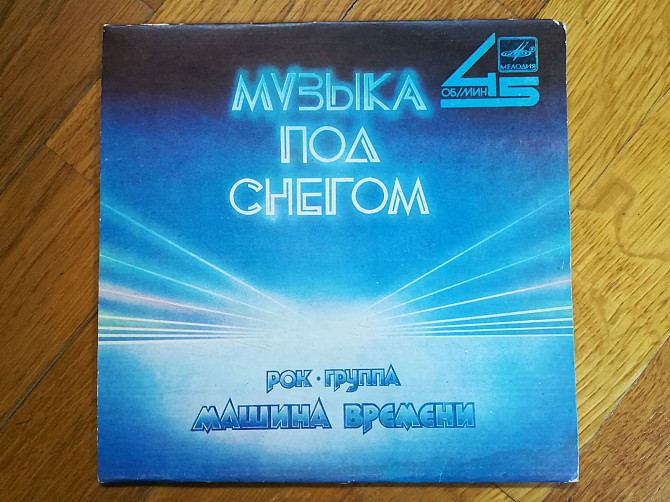 МУЗЫКА
ПОД
СНЕГОМ
45
ОБ/МИН
МЕЛОДИЯ
РОК·ГРУППА
МАШИНА ВРЕМЕНИ